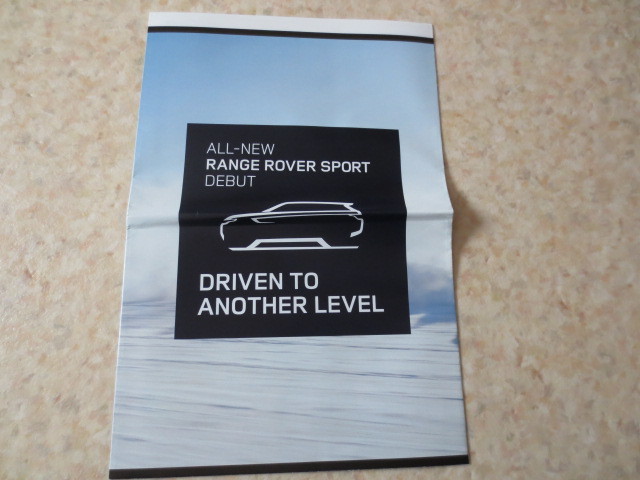 ALL-NEW
RANGE ROVER SPORT
DEBUT
DRIVEN TO
ANOTHER LEVEL